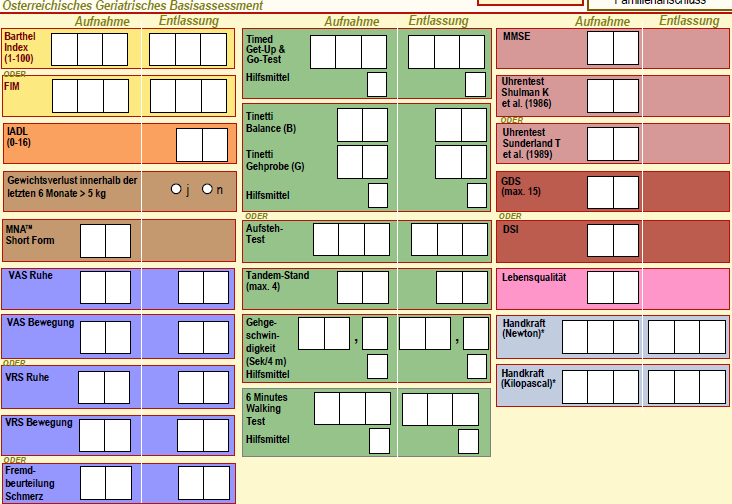 Österreichisches Geriatrisches Basisassessment
Familienanschluss
Aufnahme Entlassung
Barthel
Index
(1-100)
ODER
FIM
IADL
(0-16)
Gewichtsverlust innerhalb der
letzten 6 Monate > 5 kg j n
MNA™
Short Form
VAS Ruhe
VAS Bewegung
ODER
VRS Ruhe
VRS Bewegung
ODER
Fremd-
beurteilung
Schmerz
Aufnahme Entlassung
Timed
Get-Up &
Go-Test
Hilfsmittel
Tinetti
Balance (B)
Tinetti
Gehprobe (G)
Hilfsmittel
ODER
Aufsteh-
Test
Tandem-Stand
(max. 4)
Gehge-
schwin- , ,
digkeit
(Sek/4 m)
Hilfsmittel
6 Minutes
Walking
Test
Hilfsmittel
Aufnahme Entlassung
MMSE
Uhrentest
Shulman K
et al. (1986)
ODER
Uhrentest
Sunderland T
et al. (1989)
GDS
(max. 15)
ODER
DSI
Lebensqualität
Handkraft
(Newton)*
Handkraft
(Kilopascal)*